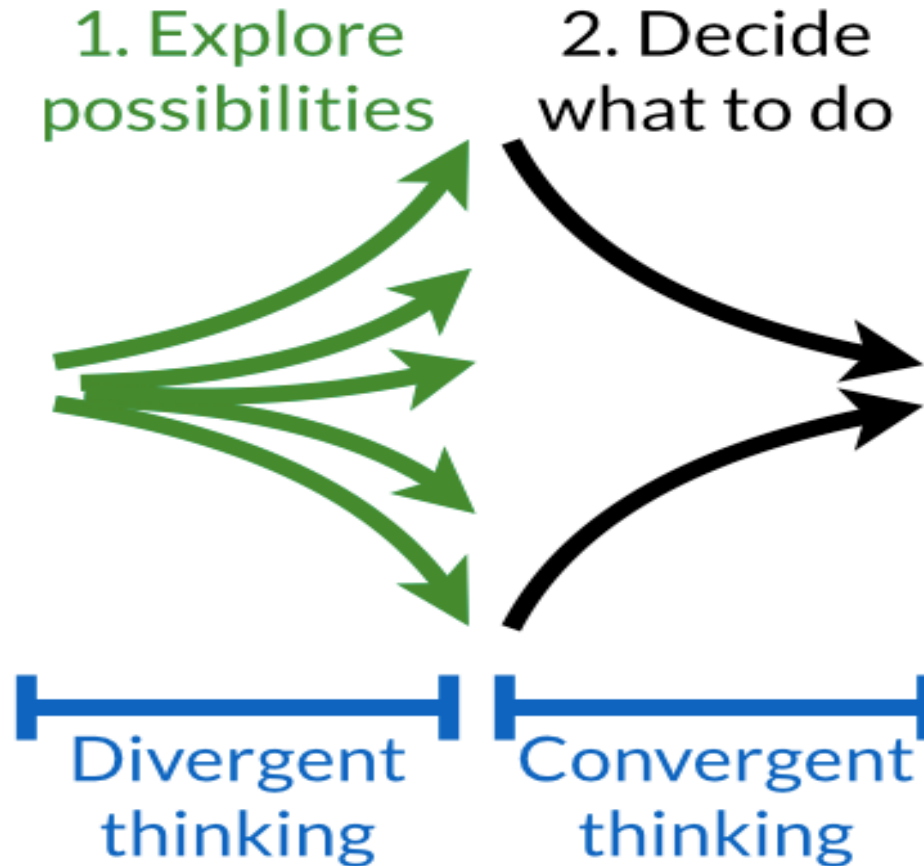 1. Explore
possibilities
2. Decide
what to do
Divergent
thinking
Convergent
thinking